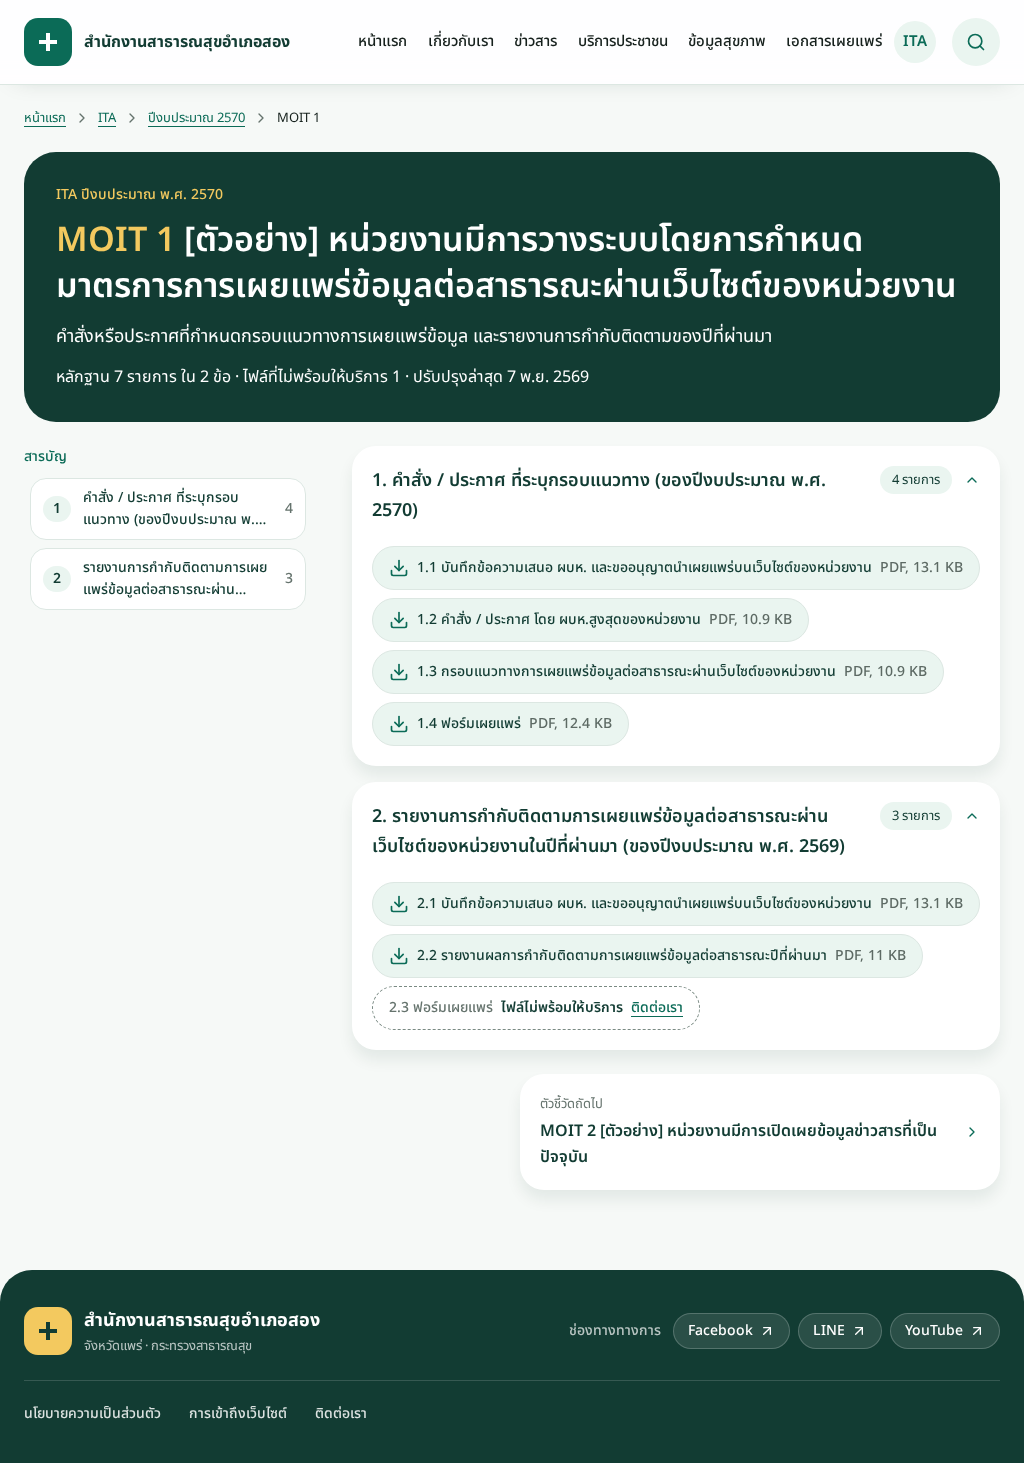 สำนักงานสาธารณสุขอำเภอสอง
หน้าแรก
เกี่ยวกับเรา
ข่าวสาร
บริการประชาชน
ข้อมูลสุขภาพ
เอกสารเผยแพร่
ITA
หน้าแรก
ITA
ปีงบประมาณ 2570
MOIT 1
ITA ปีงบประมาณ พ.ศ. 2570
MOIT 1 [ตัวอย่าง] หน่วยงานมีการวางระบบโดยการกำหนด
มาตรการการเผยแพร่ข้อมูลต่อสาธารณะผ่านเว็บไซต์ของหน่วยงาน
คำสั่งหรือประกาศที่กำหนดกรอบแนวทางการเผยแพร่ข้อมูล และรายงานการกำกับติดตามของปีที่ผ่านมา
หลักฐาน 7 รายการ ใน 2 ข้อ · ไฟล์ที่ไม่พร้อมให้บริการ 1 · ปรับปรุงล่าสุด 7 พ.ย. 2569
สารบัญ
1
คำสั่ง / ประกาศ ที่ระบุกรอบ
แนวทาง (ของปีงบประมาณ พ....
4
2
รายงานการกำกับติดตามการเผย
แพร่ข้อมูลต่อสาธารณะผ่าน...
3
1. คำสั่ง / ประกาศ ที่ระบุกรอบแนวทาง (ของปีงบประมาณ พ.ศ.
2570)
4 รายการ
1.1 บันทึกข้อความเสนอ ผบห. และขออนุญาตนำเผยแพร่บนเว็บไซต์ของหน่วยงาน PDF, 13.1 KB
1.2 คำสั่ง / ประกาศ โดย ผบห.สูงสุดของหน่วยงาน PDF, 10.9 KB
1.3 กรอบแนวทางการเผยแพร่ข้อมูลต่อสาธารณะผ่านเว็บไซต์ของหน่วยงาน PDF, 10.9 KB
1.4 ฟอร์มเผยแพร่ PDF, 12.4 KB
2. รายงานการกำกับติดตามการเผยแพร่ข้อมูลต่อสาธารณะผ่าน
เว็บไซต์ของหน่วยงานในปีที่ผ่านมา (ของปีงบประมาณ พ.ศ. 2569)
3 รายการ
2.1 บันทึกข้อความเสนอ ผบห. และขออนุญาตนำเผยแพร่บนเว็บไซต์ของหน่วยงาน PDF, 13.1 KB
2.2 รายงานผลการกำกับติดตามการเผยแพร่ข้อมูลต่อสาธารณะปีที่ผ่านมา PDF, 11 KB
2.3 ฟอร์มเผยแพร่ ไฟล์ไม่พร้อมให้บริการ ติดต่อเรา
ตัวชี้วัดถัดไป
MOIT 2 [ตัวอย่าง] หน่วยงานมีการเปิดเผยข้อมูลข่าวสารที่เป็น
ปัจจุบัน
สำนักงานสาธารณสุขอำเภอสอง
จังหวัดแพร่ · กระทรวงสาธารณสุข
ช่องทางทางการ
Facebook
LINE
YouTube
นโยบายความเป็นส่วนตัว
การเข้าถึงเว็บไซต์
ติดต่อเรา